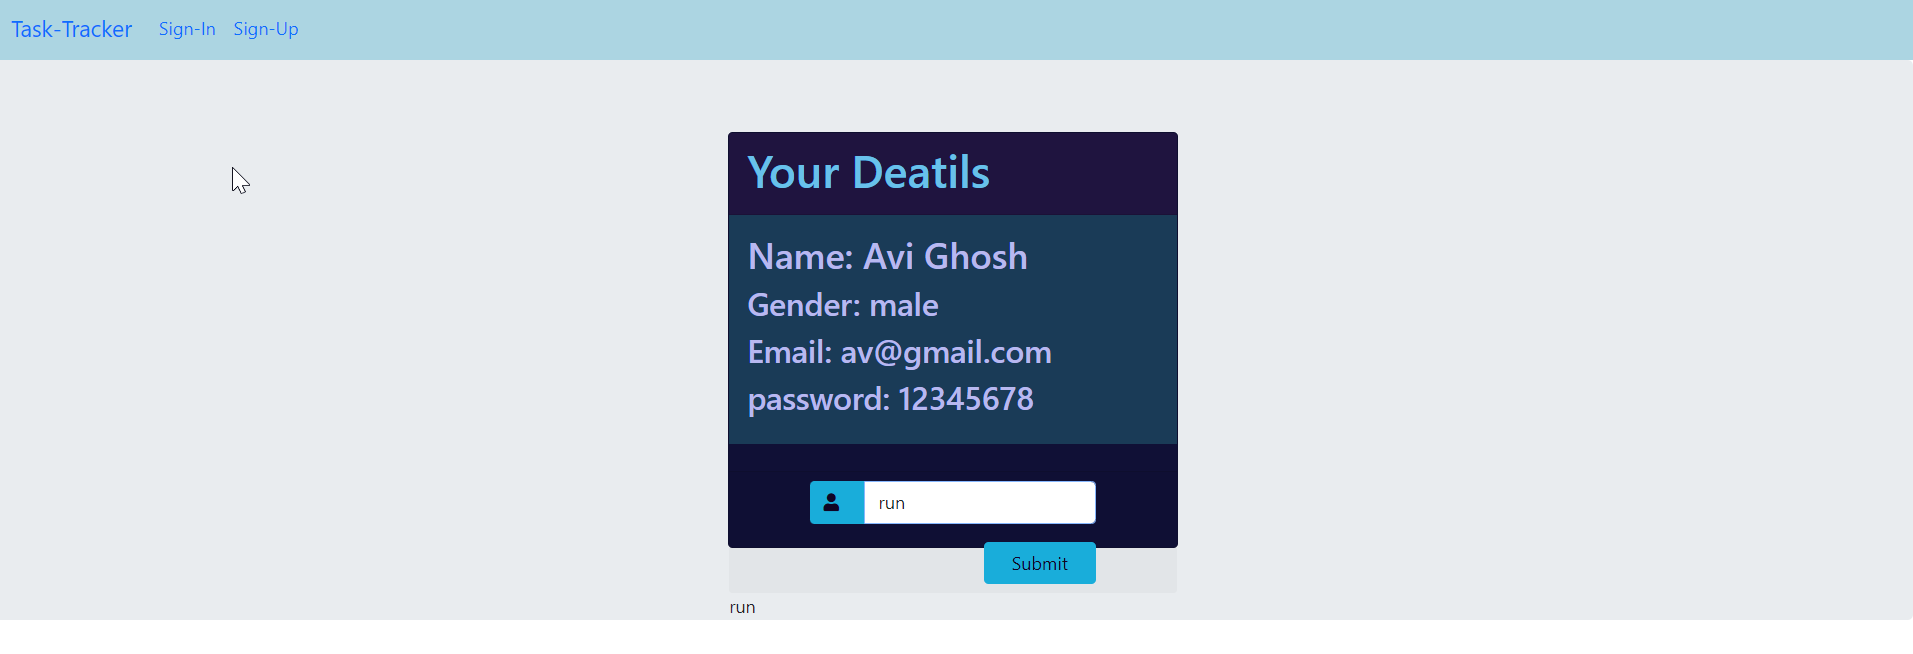 Task-Tracker Sign-In Sign-Up
Your Deatils
Name: Avi Ghosh
Gender: male
Email: av@gmail.com
password: 12345678
run
Submit
run